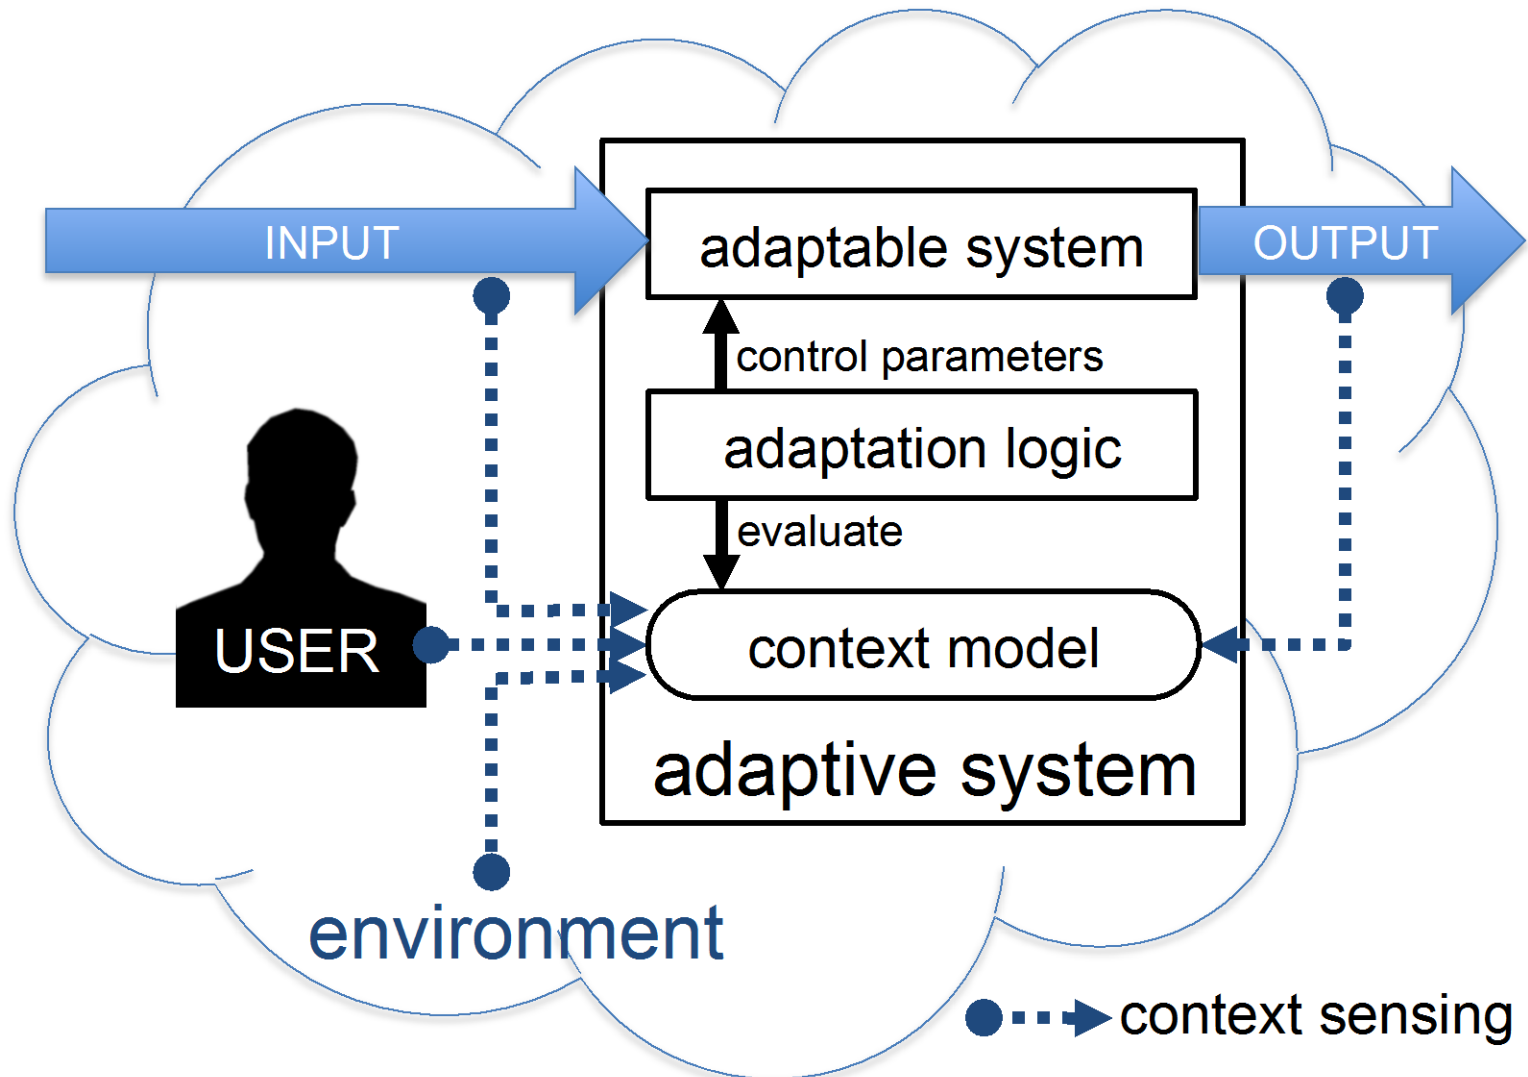 INPUT
adaptable system
OUTPUT
control parameters
adaptation logic
evaluate
USER
context model
adaptive system
environment
context sensing